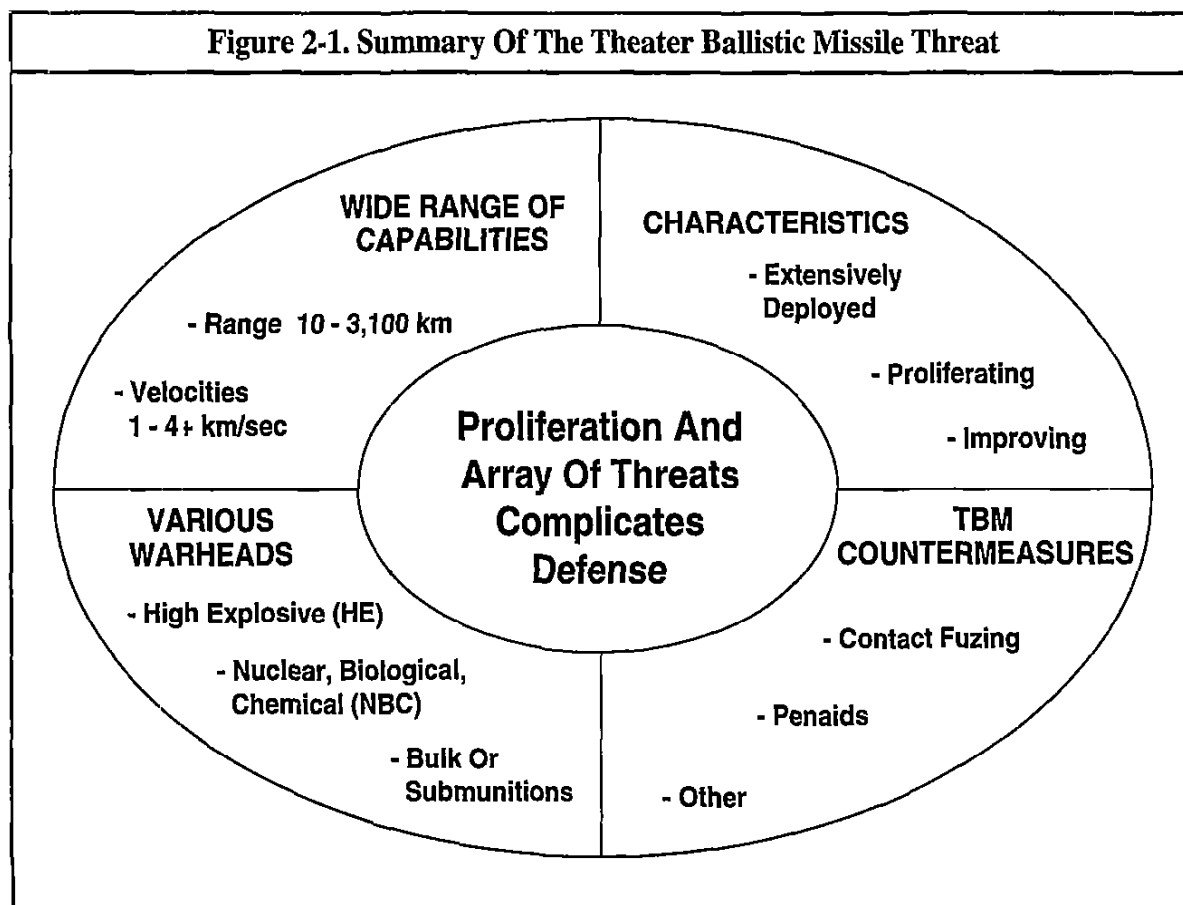 Figure 2-1. Summary Of The Theater Ballistic Missile Threat
WIDE RANGE OF
CAPABILITIES
- Range 10 - 3,100 km
- Velocities
1 - 4+ km/sec
CHARACTERISTICS
- Extensively
Deployed
- Proliferating
- Improving
Proliferation And
Array Of Threats
Complicates
Defense
VARIOUS
WARHEADS
- High Explosive (HE)
- Nuclear, Biological,
Chemical (NBC)
- Bulk Or
Submunitions
TBM
COUNTERMEASURES
- Contact Fuzing
- Penaids
- Other